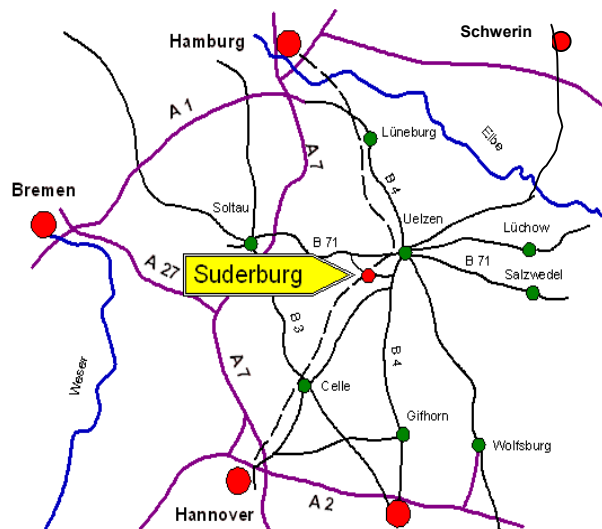 Hamburg
Schwerin
A 1
Lüneburg
Elbe
A 7
B 4
Bremen
Soltau
Uelzen
Lüchow
B 71
B 71
A 27
Suderburg
Salzwedel
B 3
Weser
A 7
B 4
Celle
Gifhorn
Wolfsburg
Hannover
A 2